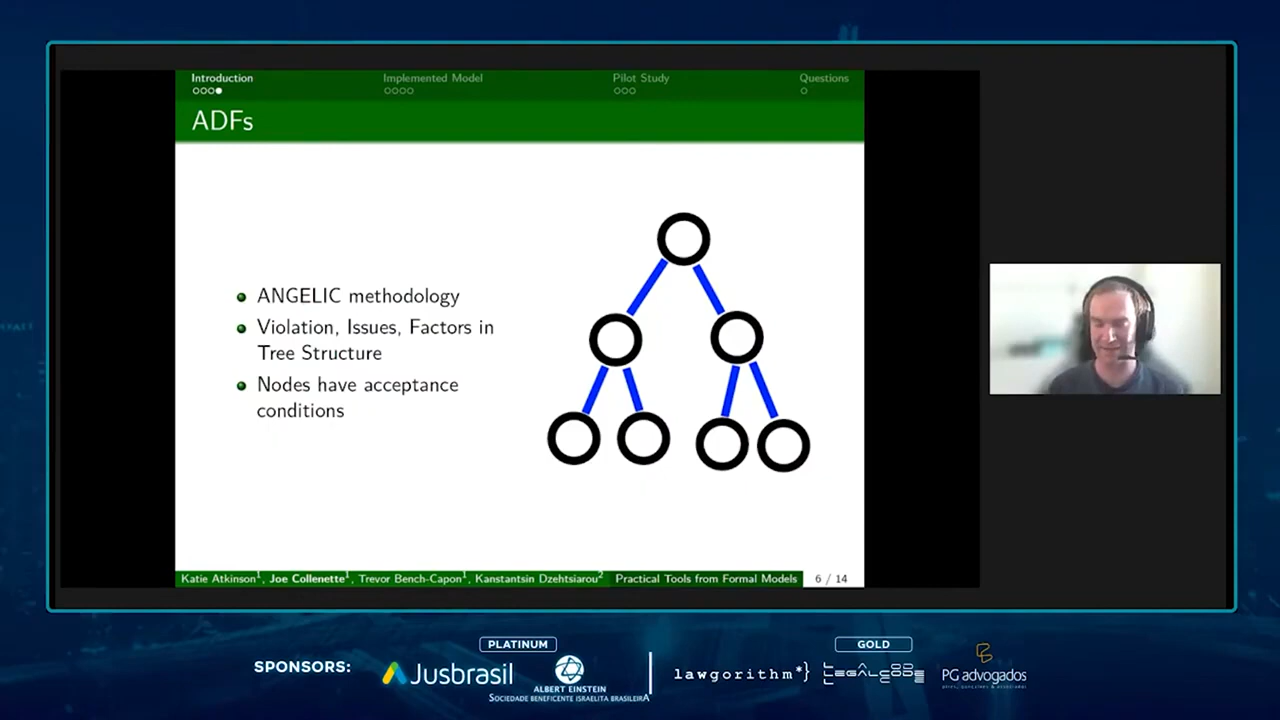 Introduction
Implemented Model
Pilot Study
Questions
ADFs
ANGELIC methodology
Violation, Issues, Factors in
Tree Structure
Nodes have acceptance
conditions
Katie Atkinson¹, Joe Collenette¹, Trevor Bench-Capon¹, Kanstantsin Dzehtsiarou²
Practical Tools from Formal Models
6 / 14
PLATINUM
GOLD
SPONSORS:
Jusbrasil
ALBERT EINSTEIN
SOCIEDADE BENEFICENTE ISRAELITA BRASILEIRA
lawgorithm*}
LEGALCODE
PG advogados